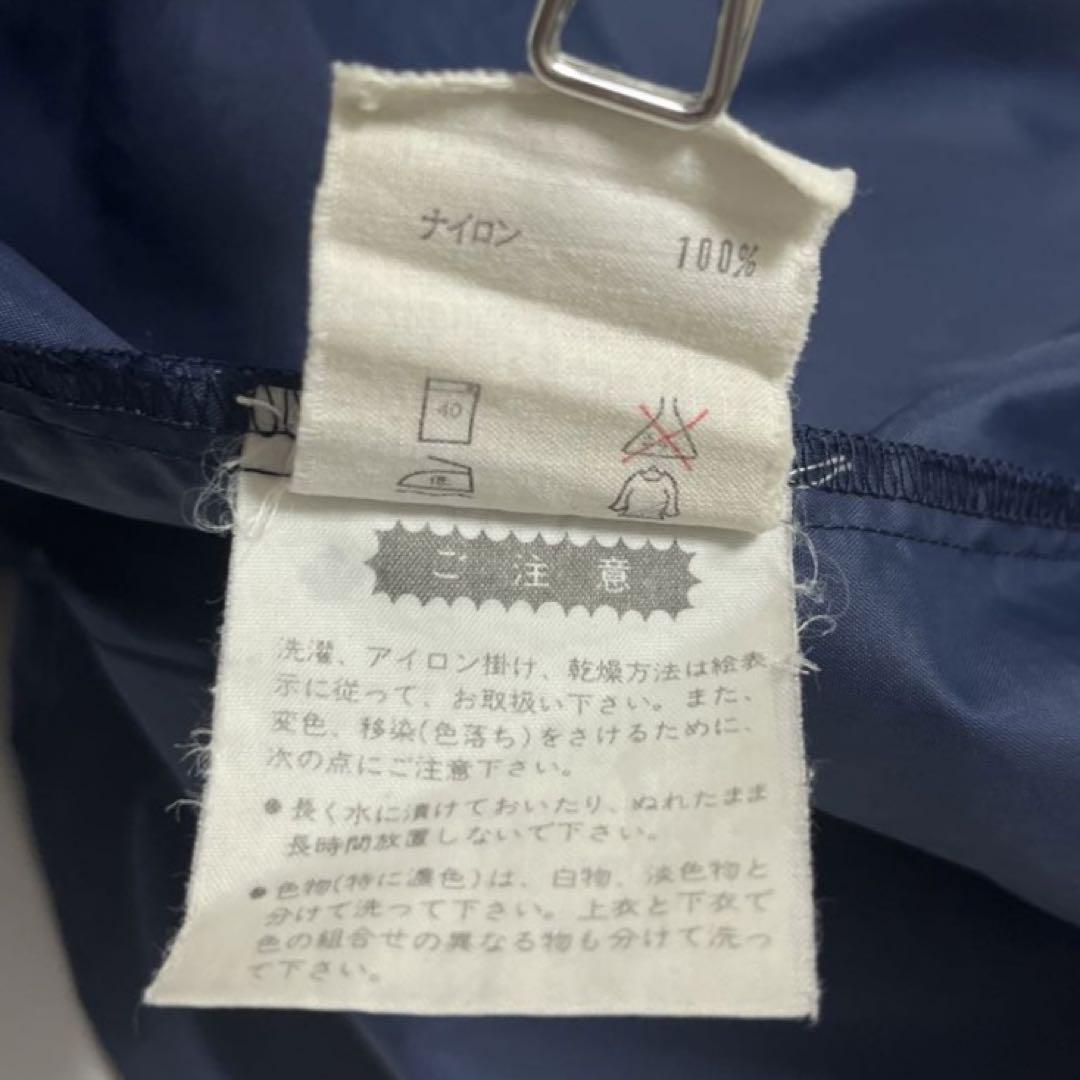 ナイロン 100%
40
ご注意
洗濯、アイロン掛け、乾燥方法は絵表
示に従って、お取扱い下さい。また、
変色、移染(色落ち)をさけるために、
次の点にご注意下さい。
●長く水に漬けておいたり、ぬれたまま
長時間放置しないで下さい。
●色物(特に濃色)は、白物、淡色物と
分けて洗って下さい。上衣と下衣で
色の組合せの異なる物も分けて洗っ
て下さい。